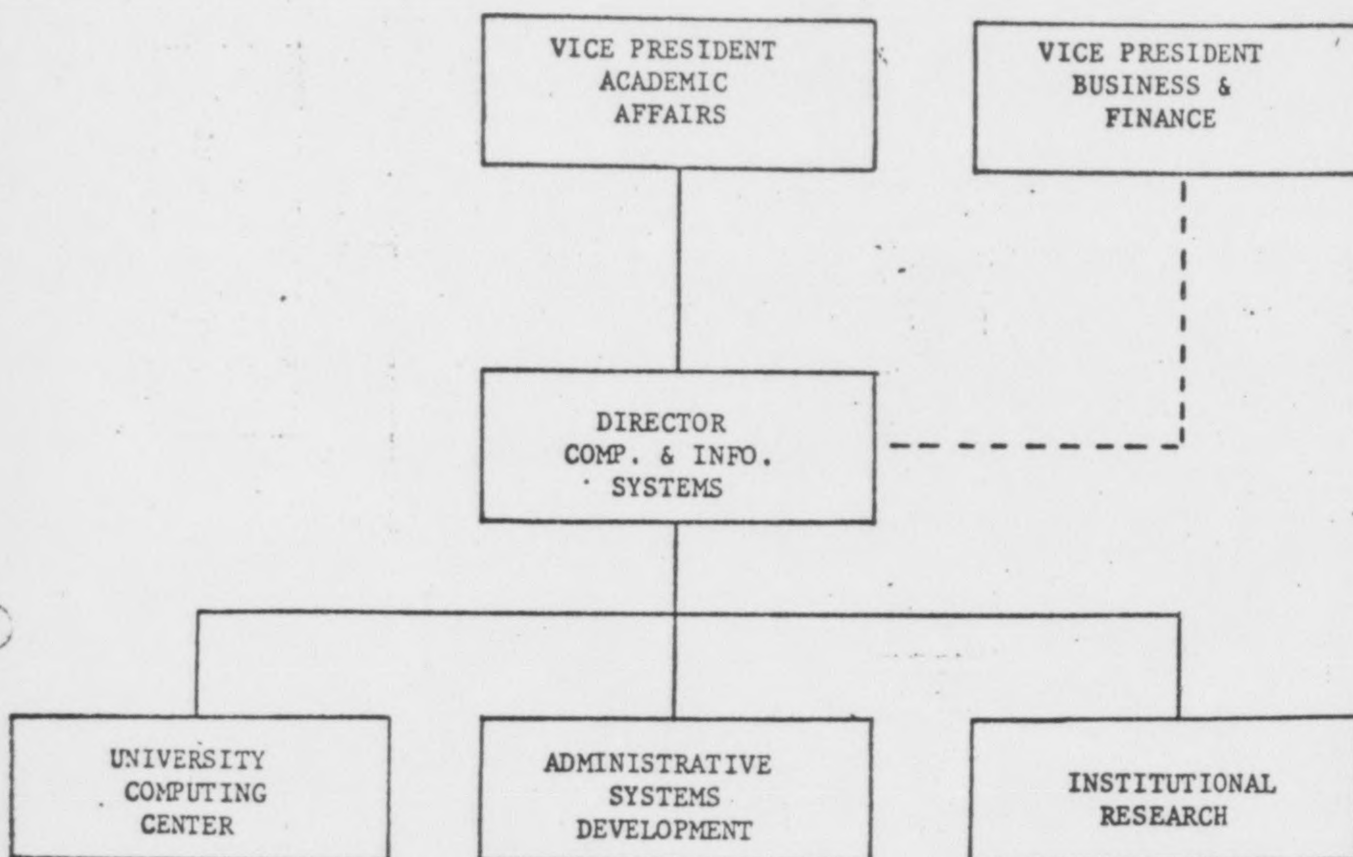 VICE PRESIDENT
ACADEMIC
AFFAIRS
VICE PRESIDENT
BUSINESS &
FINANCE
DIRECTOR
COMP. & INFO.
SYSTEMS
UNIVERSITY
COMPUTING
CENTER
ADMINISTRATIVE
SYSTEMS
DEVELOPMENT
INSTITUTIONAL
RESEARCH